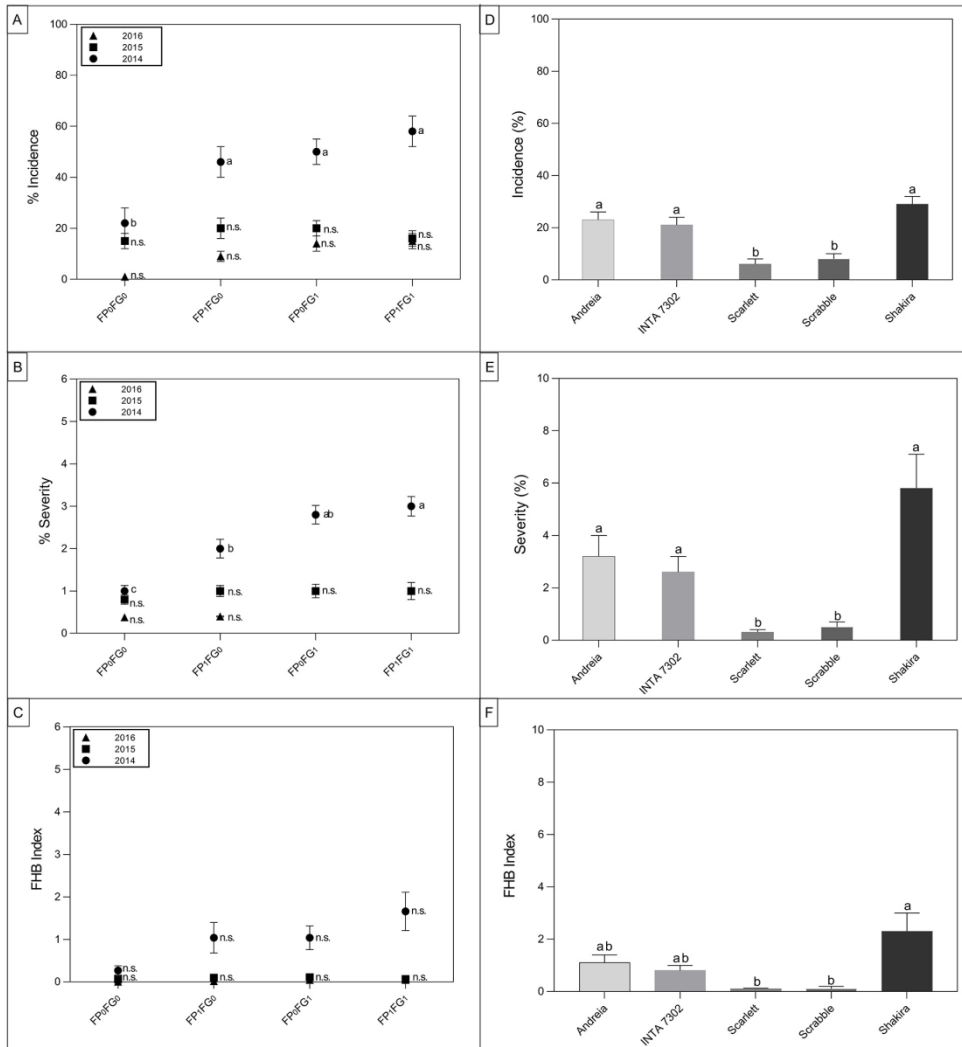 A
2016
2015
2014
% Incidence
100
80
60
40
20
0
b
n.s.
n.s.
a
n.s.
n.s.
a
n.s.
n.s.
a
n.s.
n.s.
FP0FG0
FP1FG0
FP0FG1
FP1FG1
D
Incidence (%)
100
80
60
40
20
0
a
a
b
b
a
Andreia
INTA 7302
Scarlett
Scrabble
Shakira
B
2016
2015
2014
% Severity
6
5
4
3
2
1
0
c
n.s.
n.s.
b
n.s.
n.s.
ab
n.s.
a
n.s.
FP0FG0
FP1FG0
FP0FG1
FP1FG1
E
Severity (%)
10
8
6
4
2
0
a
a
b
b
a
Andreia
INTA 7302
Scarlett
Scrabble
Shakira
C
2016
2015
2014
FHB Index
6
5
4
3
2
1
0
n.s.
n.s.
n.s.
n.s.
n.s.
n.s.
n.s.
n.s.
FP0FG0
FP1FG0
FP0FG1
FP1FG1
F
FHB Index
10
8
6
4
2
0
ab
ab
b
b
a
Andreia
INTA 7302
Scarlett
Scrabble
Shakira